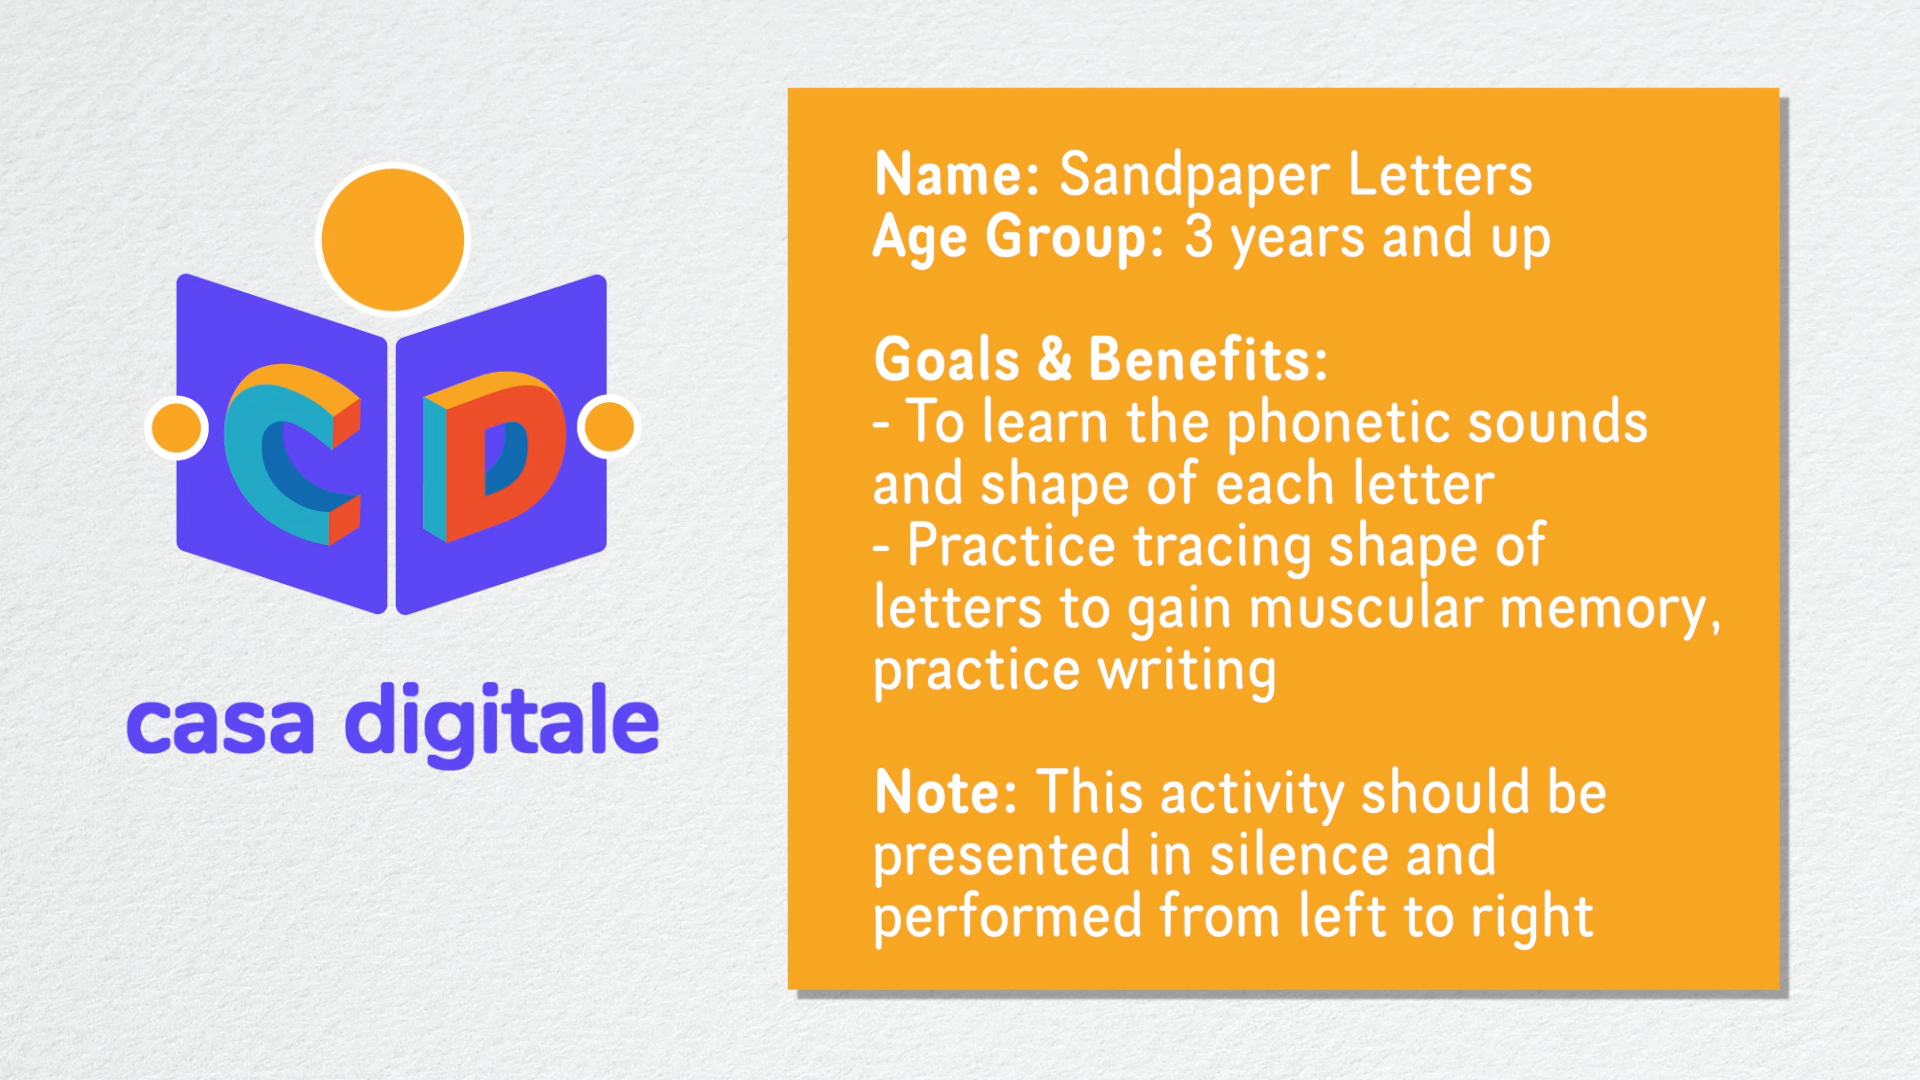 CD
casa digitale
Name: Sandpaper Letters
Age Group: 3 years and up
Goals & Benefits:
- To learn the phonetic sounds
and shape of each letter
- Practice tracing shape of
letters to gain muscular memory,
practice writing
Note: This activity should be
presented in silence and
performed from left to right